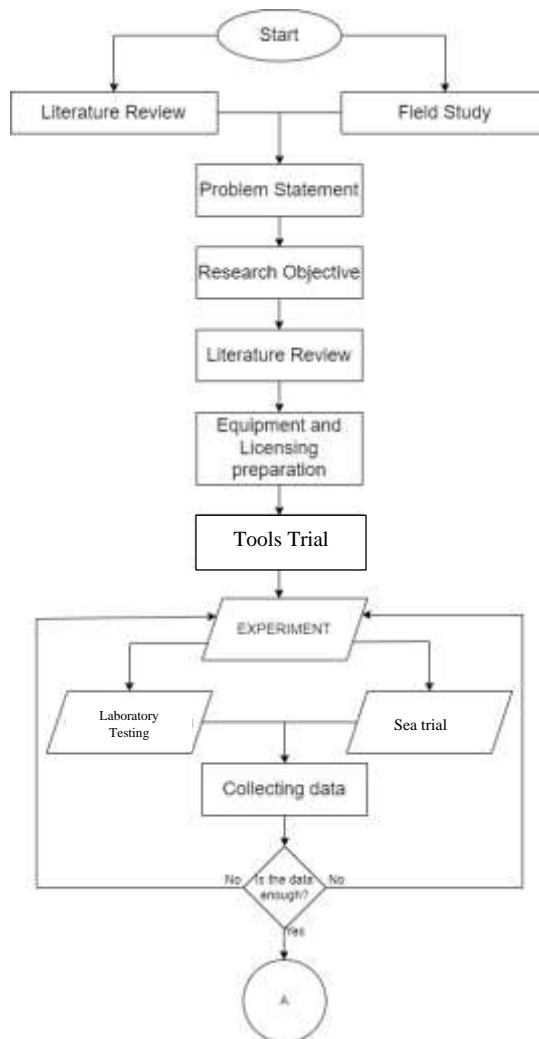 Start
Literature Review
Field Study
Problem Statement
Research Objective
Literature Review
Equipment and
Licensing
preparation
Tools Trial
EXPERIMENT
Laboratory
Testing
Sea trial
Collecting data
No
Is the data
enough?
No
Yes
A